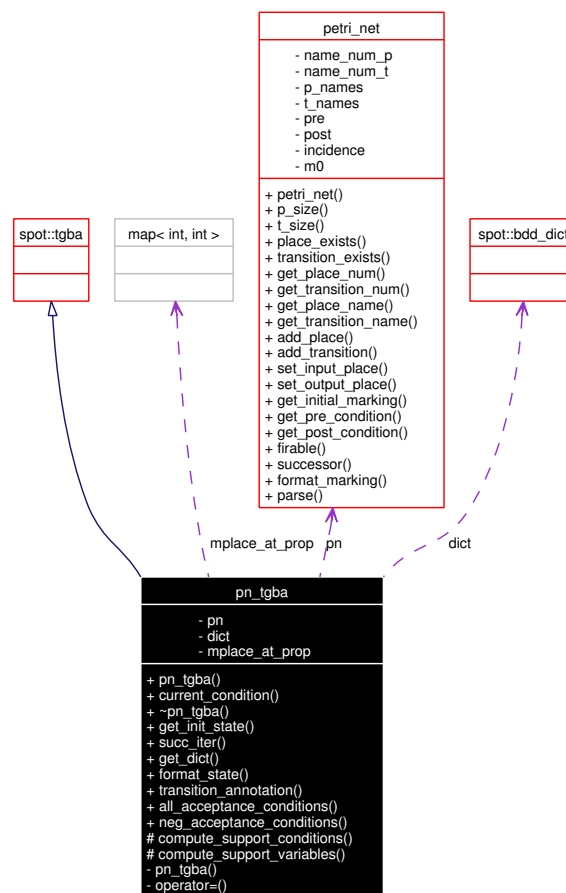 petri_net
- name_num_p
- name_num_t
- p_names
- t_names
- pre
- post
- incidence
- m0
+ petri_net()
+ p_size()
+ t_size()
+ place_exists()
+ transition_exists()
+ get_place_num()
+ get_transition_num()
+ get_place_name()
+ get_transition_name()
+ add_place()
+ add_transition()
+ set_input_place()
+ set_output_place()
+ get_initial_marking()
+ get_pre_condition()
+ get_post_condition()
+ firable()
+ successor()
+ format_marking()
+ parse()
spot::tgba
map< int, int >
spot::bdd_dict
mplace_at_prop
pn
dict
pn_tgba
- pn
- dict
- mplace_at_prop
+ pn_tgba()
+ current_condition()
+ ~pn_tgba()
+ get_init_state()
+ succ_iter()
+ get_dict()
+ format_state()
+ transition_annotation()
+ all_acceptance_conditions()
+ neg_acceptance_conditions()
# compute_support_conditions()
# compute_support_variables()
- pn_tgba()
- operator=()